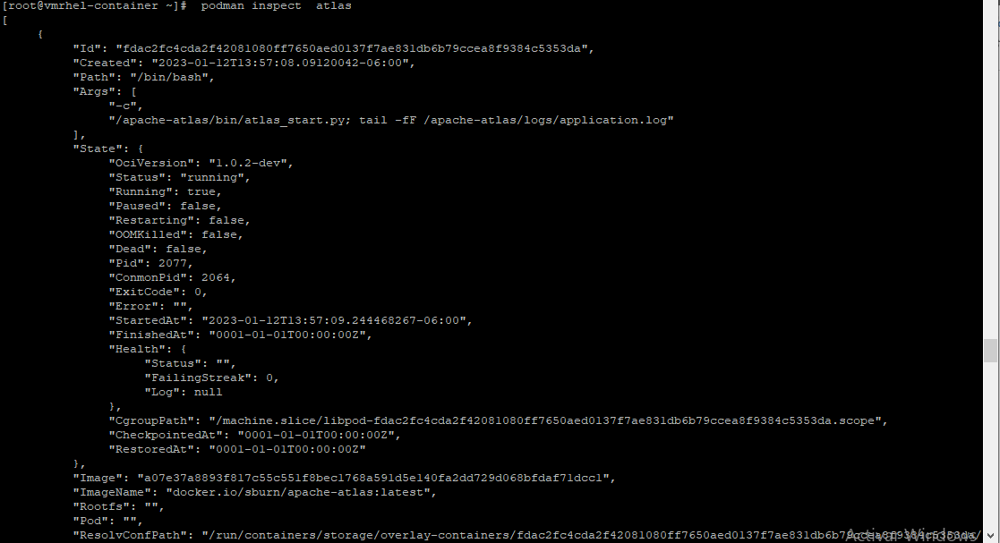 [root@vmrhel-container ~]#  podman inspect  atlas
[
    {
        "Id": "fdac2fc4cda2f42081080ff7650aed0137f7ae831db6b79ccea8f9384c5353da",
        "Created": "2023-01-12T13:57:08.09120042-06:00",
        "Path": "/bin/bash",
        "Args": [
            "-c",
            "/apache-atlas/bin/atlas_start.py; tail -fF /apache-atlas/logs/application.log"
        ],
        "State": {
            "OciVersion": "1.0.2-dev",
            "Status": "running",
            "Running": true,
            "Paused": false,
            "Restarting": false,
            "OOMKilled": false,
            "Dead": false,
            "Pid": 2077,
            "ConmonPid": 2064,
            "ExitCode": 0,
            "Error": "",
            "StartedAt": "2023-01-12T13:57:09.244468267-06:00",
            "FinishedAt": "0001-01-01T00:00:00Z",
            "Health": {
                "Status": "",
                "FailingStreak": 0,
                "Log": null
            },
            "CgroupPath": "/machine.slice/libpod-fdac2fc4cda2f42081080ff7650aed0137f7ae831db6b79ccea8f9384c5353da.scope",
            "CheckpointedAt": "0001-01-01T00:00:00Z",
            "RestoredAt": "0001-01-01T00:00:00Z"
        },
        "Image": "a07e37a8893f817c55c551f8bec1768a591d5e140fa2dd729d068bfdaf71dcc1",
        "ImageName": "docker.io/sburn/apache-atlas:latest",
        "Rootfs": "",
        "Pod": "",
        "ResolvConfPath": "/run/containers/storage/overlay-containers/fdac2fc4cda2f42081080ff7650aed0137f7ae831db6b79ccea8f9384c5353da/
Activar Windows